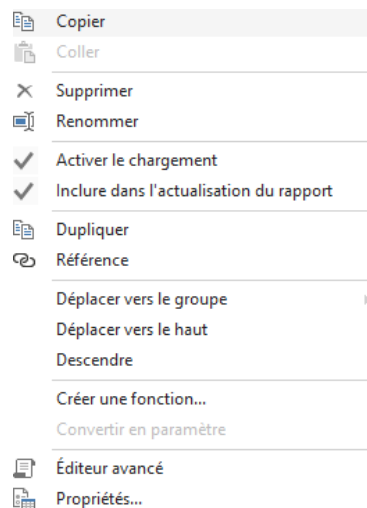 Copier
Coller
Supprimer
Renommer
Activer le chargement
Inclure dans l'actualisation du rapport
Dupliquer
Référence
Déplacer vers le groupe
Déplacer vers le haut
Descendre
Créer une fonction...
Convertir en paramètre
Éditeur avancé
Propriétés...